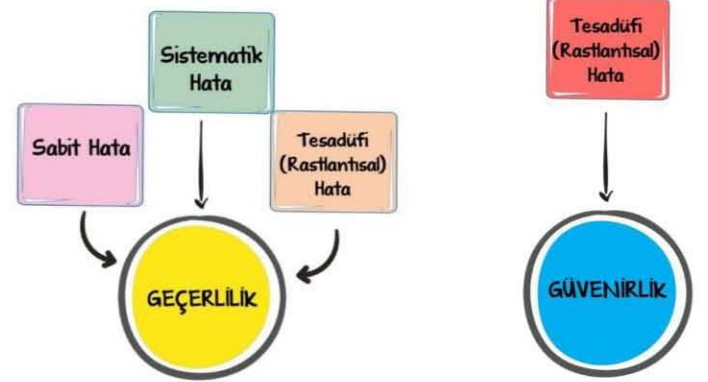 Sabit Hata
Sistematik
Hata
Tesadüfi
(Rastlantısal)
Hata
GEÇERLİLİK
Tesadüfi
(Rastlantısal)
Hata
GÜVENİRLİK